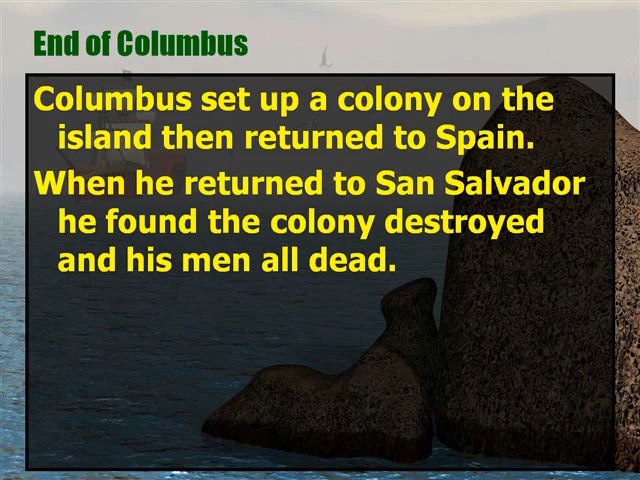 End of Columbus
Columbus set up a colony on the
island then returned to Spain.
When he returned to San Salvador
he found the colony destroyed
and his men all dead.